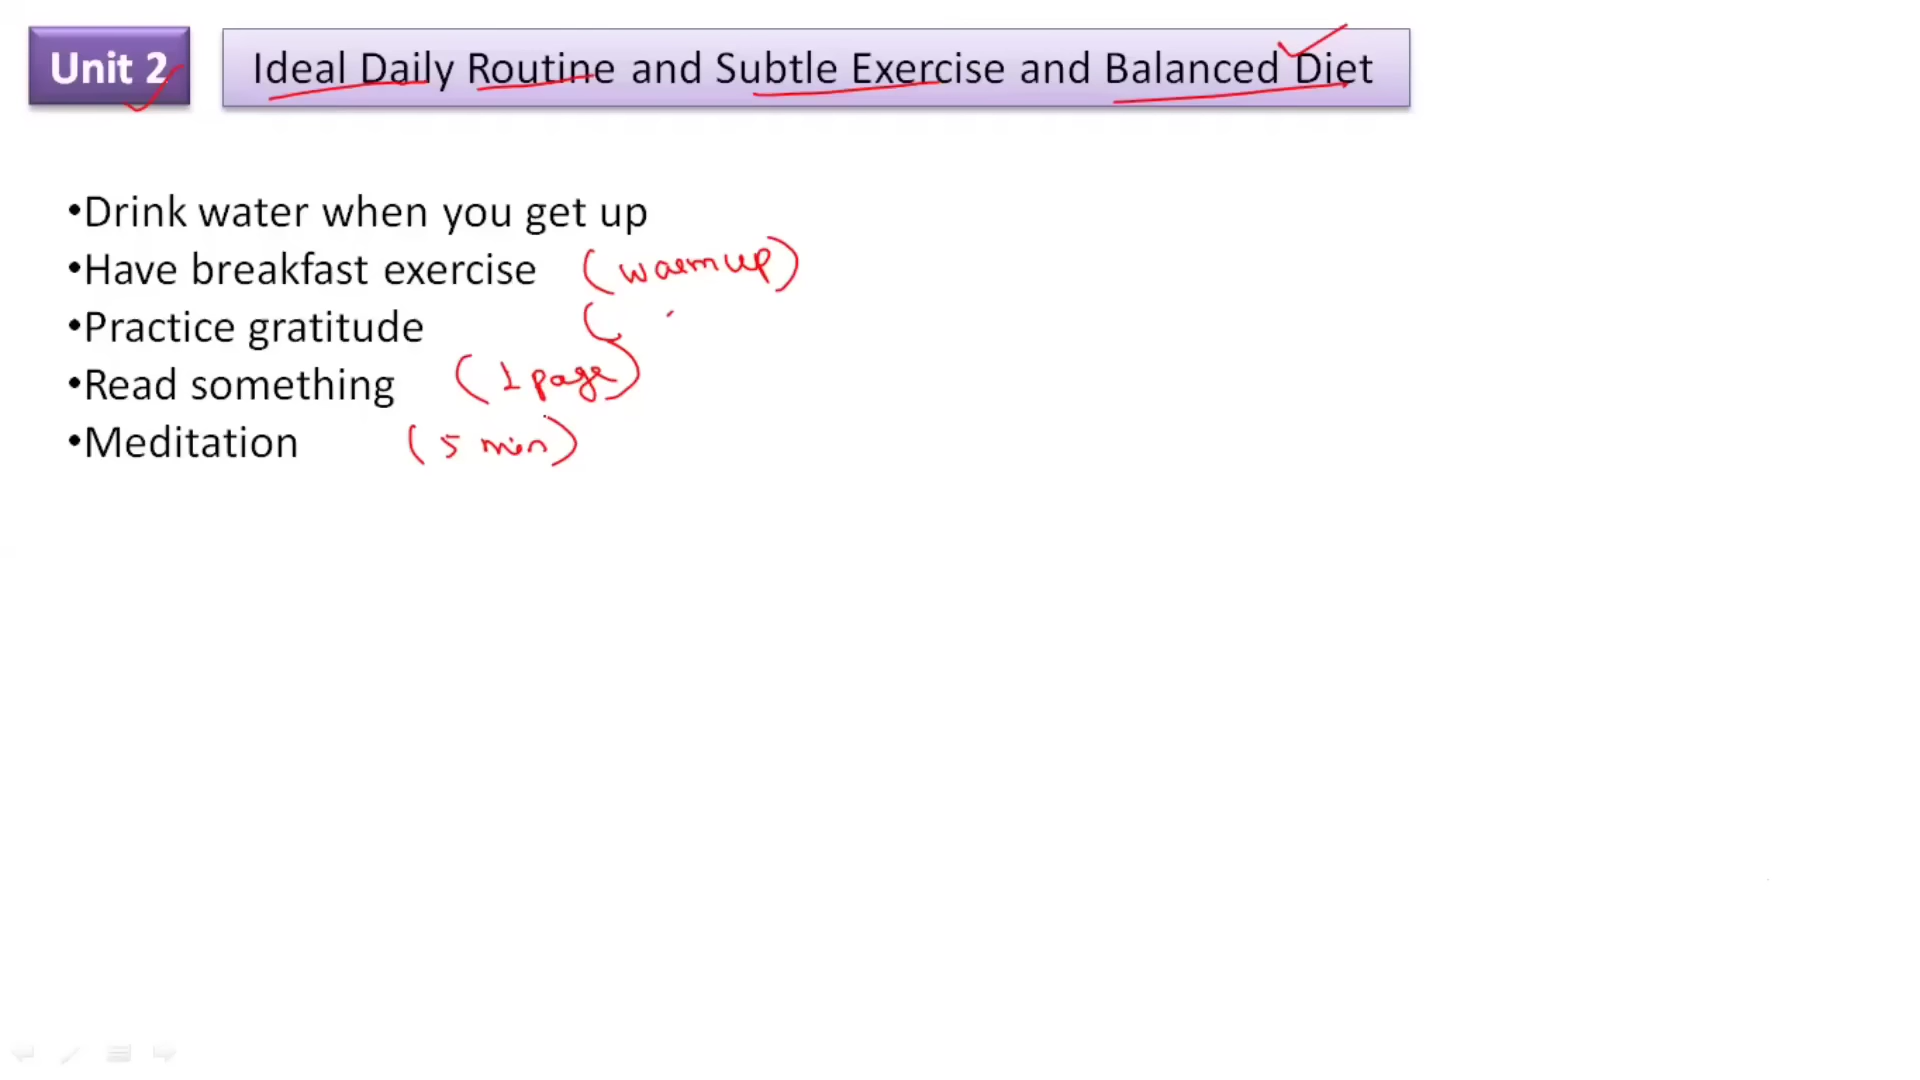 Unit 2 Ideal Daily Routine and Subtle Exercise and Balanced Diet
•Drink water when you get up
•Have breakfast exercise (warmup)
•Practice gratitude
•Read something (1 page)
•Meditation (5 min)